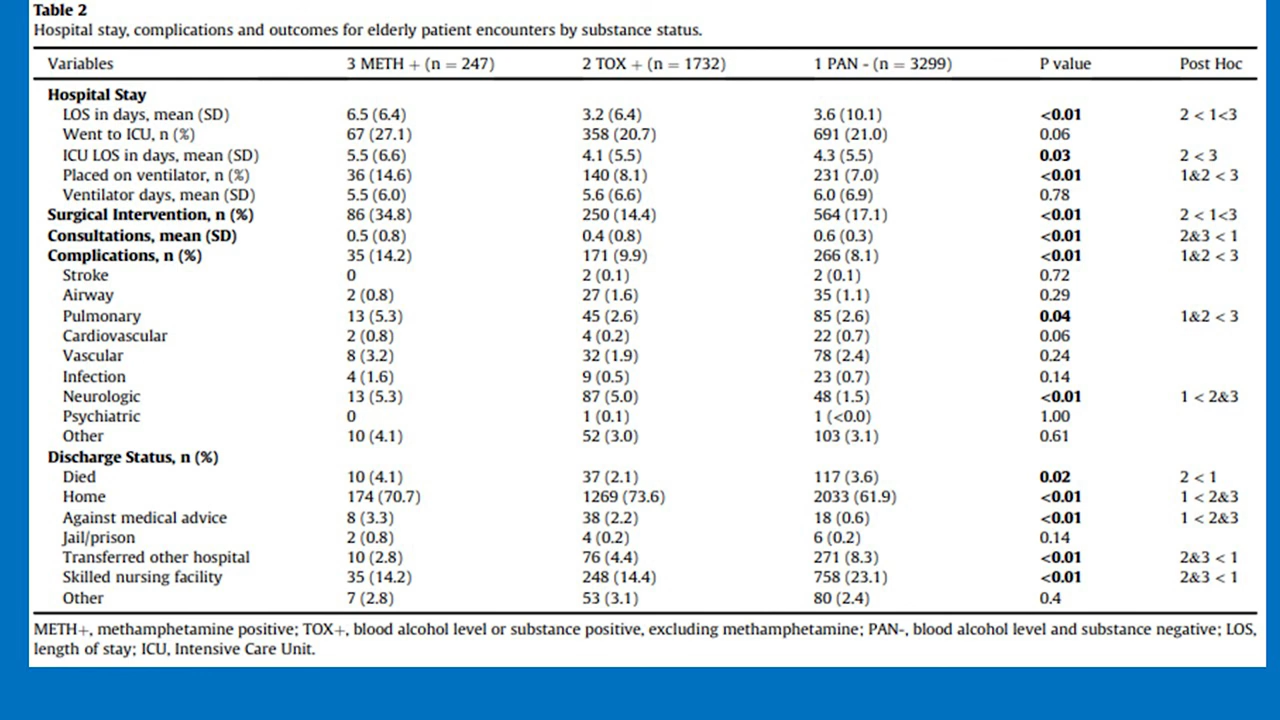 Table 2
Hospital stay, complications and outcomes for elderly patient encounters by substance status.
Variables 3 METH + (n = 247) 2 TOX + (n = 1732) 1 PAN - (n = 3299) P value Post Hoc
Hospital Stay
LOS in days, mean (SD) 6.5 (6.4) 3.2 (6.4) 3.6 (10.1) <0.01 2 < 1<3
Went to ICU, n (%) 67 (27.1) 358 (20.7) 691 (21.0) 0.06
ICU LOS in days, mean (SD) 5.5 (6.6) 4.1 (5.5) 4.3 (5.5) 0.03 2 < 3
Placed on ventilator, n (%) 36 (14.6) 140 (8.1) 231 (7.0) <0.01 1&2 < 3
Ventilator days, mean (SD) 5.5 (6.0) 5.6 (6.6) 6.0 (6.9) 0.78
Surgical Intervention, n (%) 86 (34.8) 250 (14.4) 564 (17.1) <0.01 2 < 1<3
Consultations, mean (SD) 0.5 (0.8) 0.4 (0.8) 0.6 (0.3) <0.01 2&3 < 1
Complications, n (%) 35 (14.2) 171 (9.9) 266 (8.1) <0.01 1&2 < 3
Stroke 0 2 (0.1) 2 (0.1) 0.72
Airway 2 (0.8) 27 (1.6) 35 (1.1) 0.29
Pulmonary 13 (5.3) 45 (2.6) 85 (2.6) 0.04 1&2 < 3
Cardiovascular 2 (0.8) 4 (0.2) 22 (0.7) 0.06
Vascular 8 (3.2) 32 (1.9) 78 (2.4) 0.24
Infection 4 (1.6) 9 (0.5) 23 (0.7) 0.14
Neurologic 13 (5.3) 87 (5.0) 48 (1.5) <0.01 1 < 2&3
Psychiatric 0 1 (0.1) 1 (<0.0) 1.00
Other 10 (4.1) 52 (3.0) 103 (3.1) 0.61
Discharge Status, n (%)
Died 10 (4.1) 37 (2.1) 117 (3.6) 0.02 2 < 1
Home 174 (70.7) 1269 (73.6) 2033 (61.9) <0.01 1 < 2&3
Against medical advice 8 (3.3) 38 (2.2) 18 (0.6) <0.01 1 < 2&3
Jail/prison 2 (0.8) 4 (0.2) 6 (0.2) 0.14
Transferred other hospital 10 (2.8) 76 (4.4) 271 (8.3) <0.01 2&3 < 1
Skilled nursing facility 35 (14.2) 248 (14.4) 758 (23.1) <0.01 2&3 < 1
Other 7 (2.8) 53 (3.1) 80 (2.4) 0.4
METH+, methamphetamine positive; TOX+, blood alcohol level or substance positive, excluding methamphetamine; PAN-, blood alcohol level and substance negative; LOS,
length of stay; ICU, Intensive Care Unit.